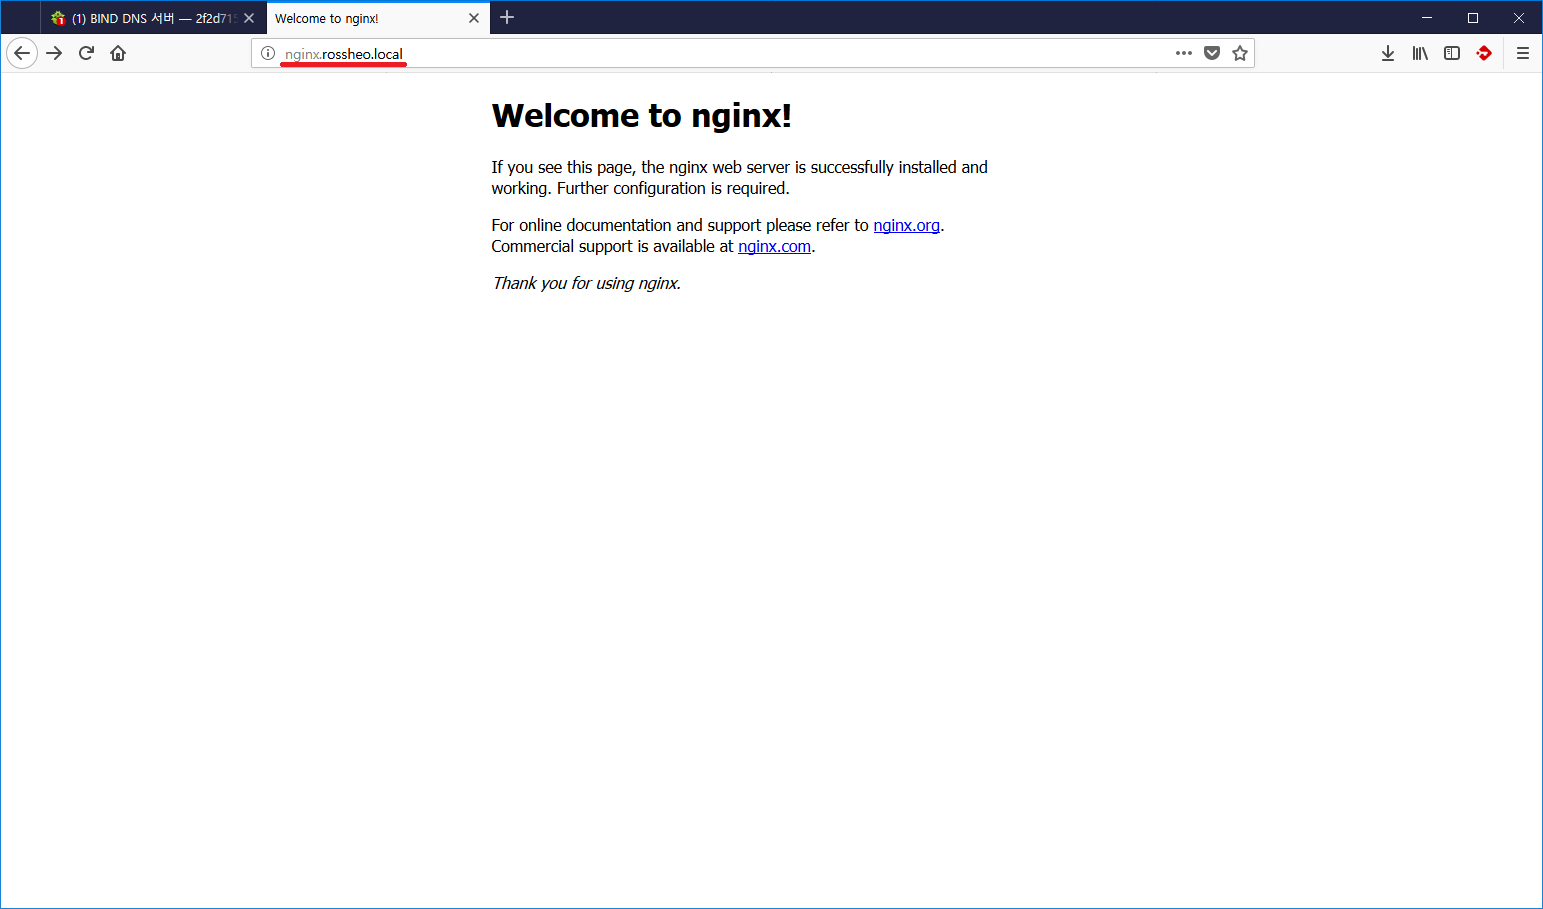 (1) BIND DNS 서버 — 2f2d715
Welcome to nginx!
nginx.rossheo.local
Welcome to nginx!
If you see this page, the nginx web server is successfully installed and
working. Further configuration is required.
For online documentation and support please refer to nginx.org.
Commercial support is available at nginx.com.
Thank you for using nginx.